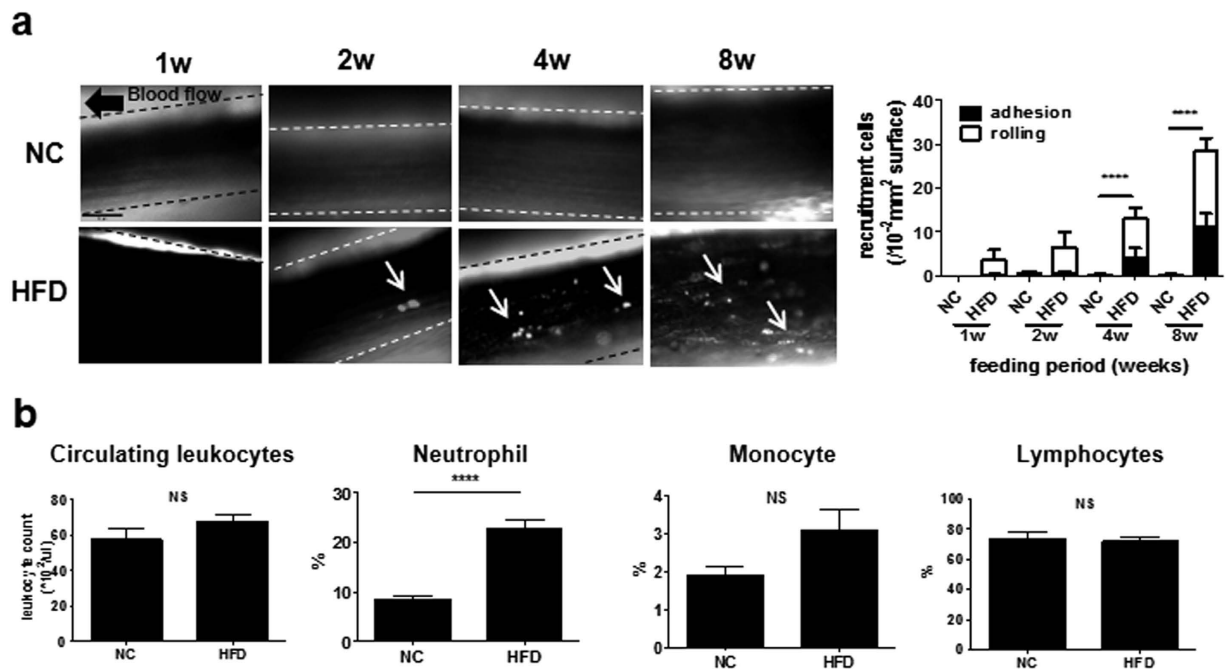 a
1w 2w 4w 8w
Blood flow
NC
HFD
recruitment cells
(/10⁻² mm² surface)
40
30
20
10
0
adhesion
rolling
****
****
NC HFD NC HFD NC HFD NC HFD
1w 2w 4w 8w
feeding period (weeks)
b
Circulating leukocytes
leukocyte count
(*10²/ul)
80
60
40
20
0
NS
NC HFD
Neutrophil
%
30
20
10
0
****
NC HFD
Monocyte
%
4
3
2
1
0
NS
NC HFD
Lymphocytes
%
100
80
60
40
20
0
NS
NC HFD